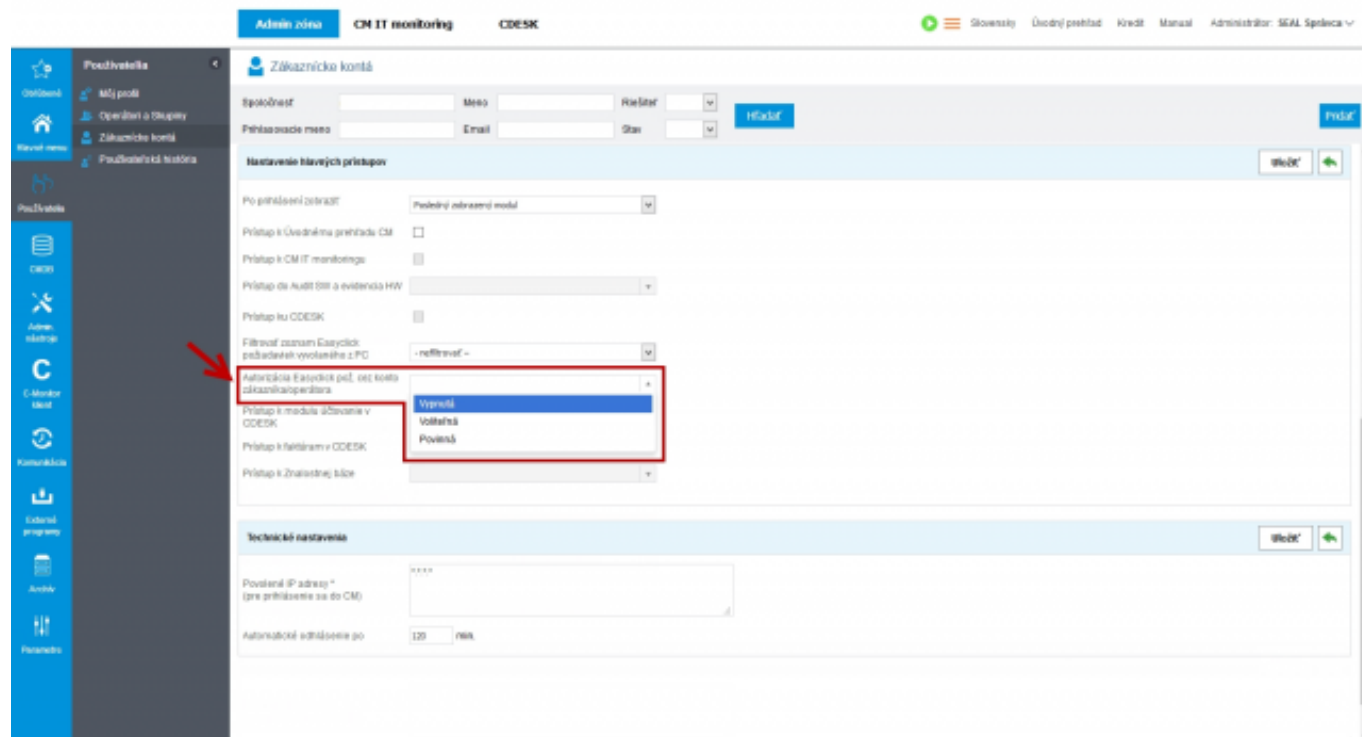 Admin zóna CM IT monitoring CDESK Slovensky Úvodný prehľad Kredit Manual Administrátor: SEAL Správca
Obľúbené
Hlavné menu
Používatelia
CMDB
Admin. nástroje
C-Monitor klient
Komunikácia
Externé programy
Archív
Parametre
Používatelia
Môj profil
Operátori a Skupiny
Zákaznícke kontá
Používateľská história
Zákaznícke kontá
Spoločnosť Meno Riešiteľ Hľadať Pridať
Prihlasovacie meno Email Stav
Nastavenie hlavných prístupov Uložiť
Po prihlásení zobraziť Posledný zobrazený modul
Prístup k Úvodnému prehľadu CM
Prístup k CM IT monitoringu
Prístup do Audit SW a evidencia HW
Prístup ku CDESK
Filtrovať zoznam Easyclick
požiadaviek vyvolaného z PC - nefiltrovať -
Autorizácia Easyclick pož. cez konto
zákazníka/operátora
Vypnutá
Voliteľná
Povinná
Prístup k modulu účtovanie v
CDESK
Prístup k faktúram v CDESK
Prístup k Znalostnej báze
Technické nastavenia Uložiť
Povolené IP adresy *
(pre prihlásenie sa do CM) *.*.*.*
Automatické odhlásenie po 120 min.